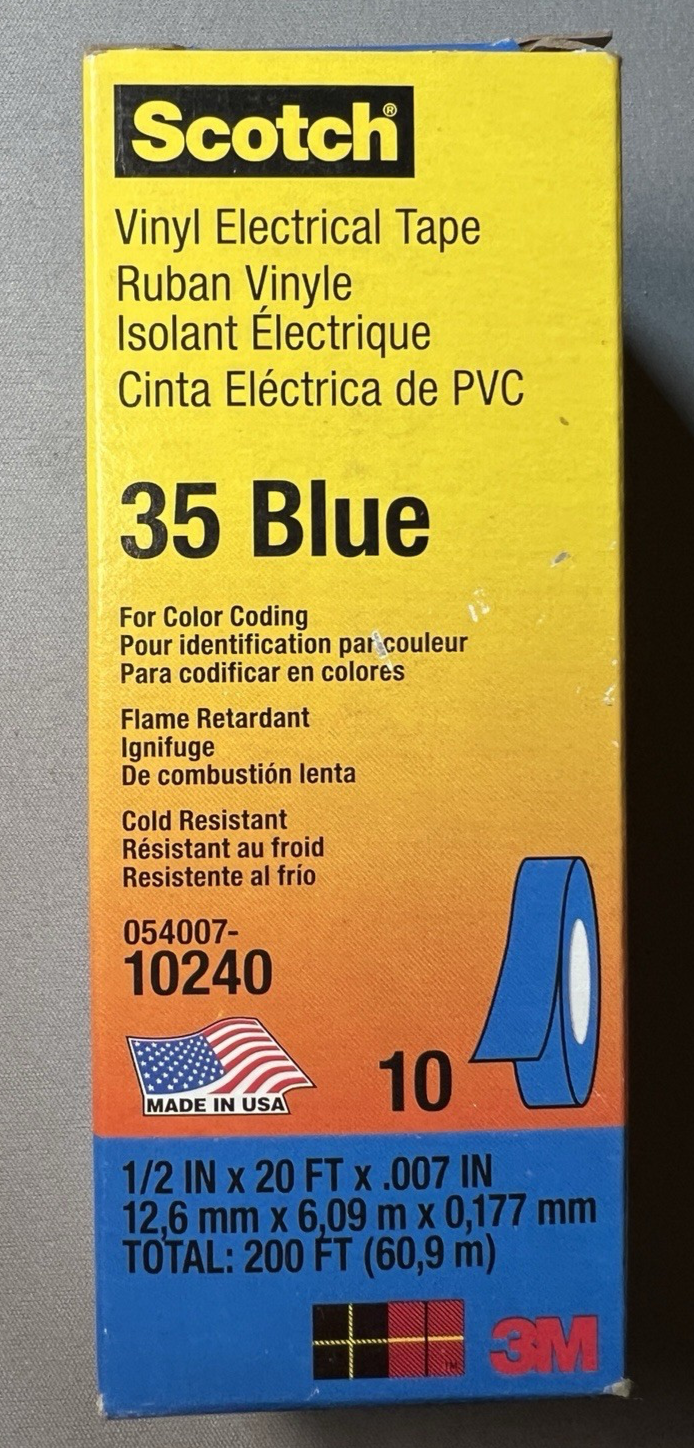 Scotch®
Vinyl Electrical Tape
Ruban Vinyle
Isolant Électrique
Cinta Eléctrica de PVC
35 Blue
For Color Coding
Pour identification par couleur
Para codificar en colores
Flame Retardant
Ignifuge
De combustión lenta
Cold Resistant
Résistant au froid
Resistente al frío
054007-
10240
MADE IN USA
10
1/2 IN x 20 FT x .007 IN
12,6 mm x 6,09 m x 0,177 mm
TOTAL: 200 FT (60,9 m)
TM
3M